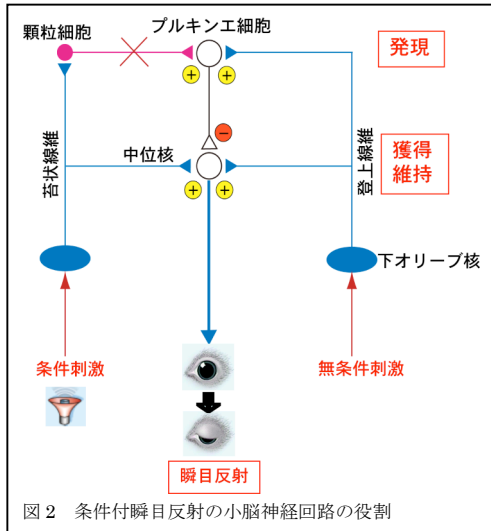 プルキンエ細胞
顆粒細胞
発現
+
+
−
苔状線維
中位核
登上線維
獲得
維持
+
+
下オリーブ核
条件刺激
無条件刺激
瞬目反射
図2 条件付瞬目反射の小脳神経回路の役割